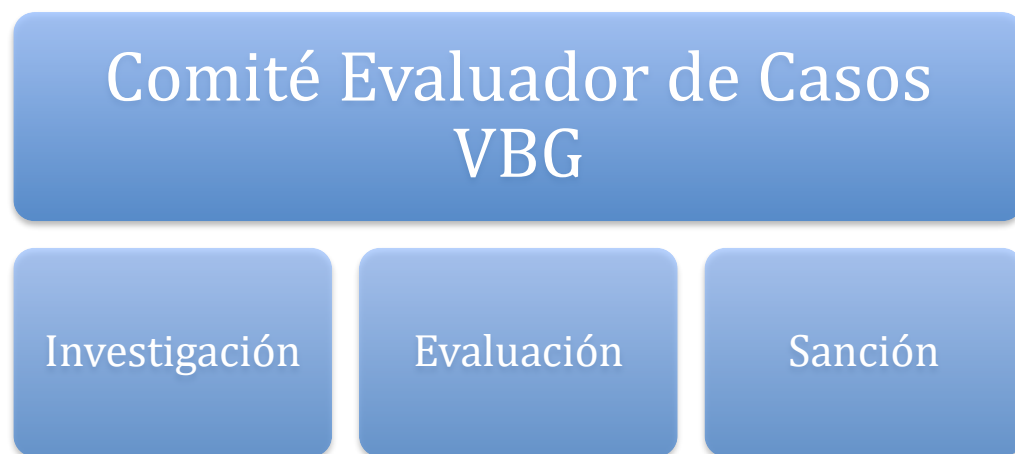 Comité Evaluador de Casos
VBG
Investigación
Evaluación
Sanción